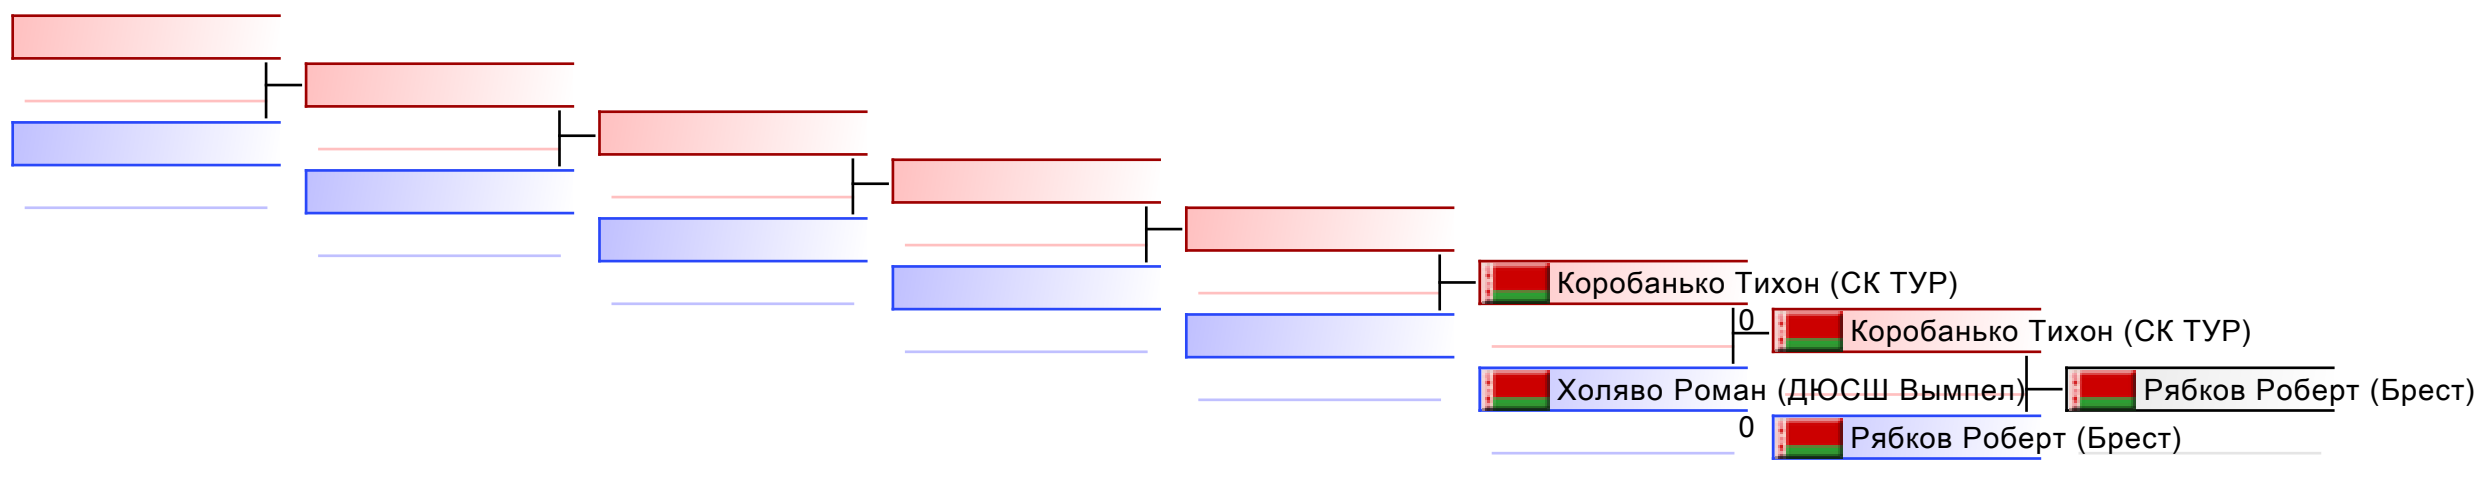 Коробанько Тихон (СК ТУР)
0
Коробанько Тихон (СК ТУР)
Холяво Роман (ДЮСШ Вымпел)
Рябков Роберт (Брест)
0
Рябков Роберт (Брест)